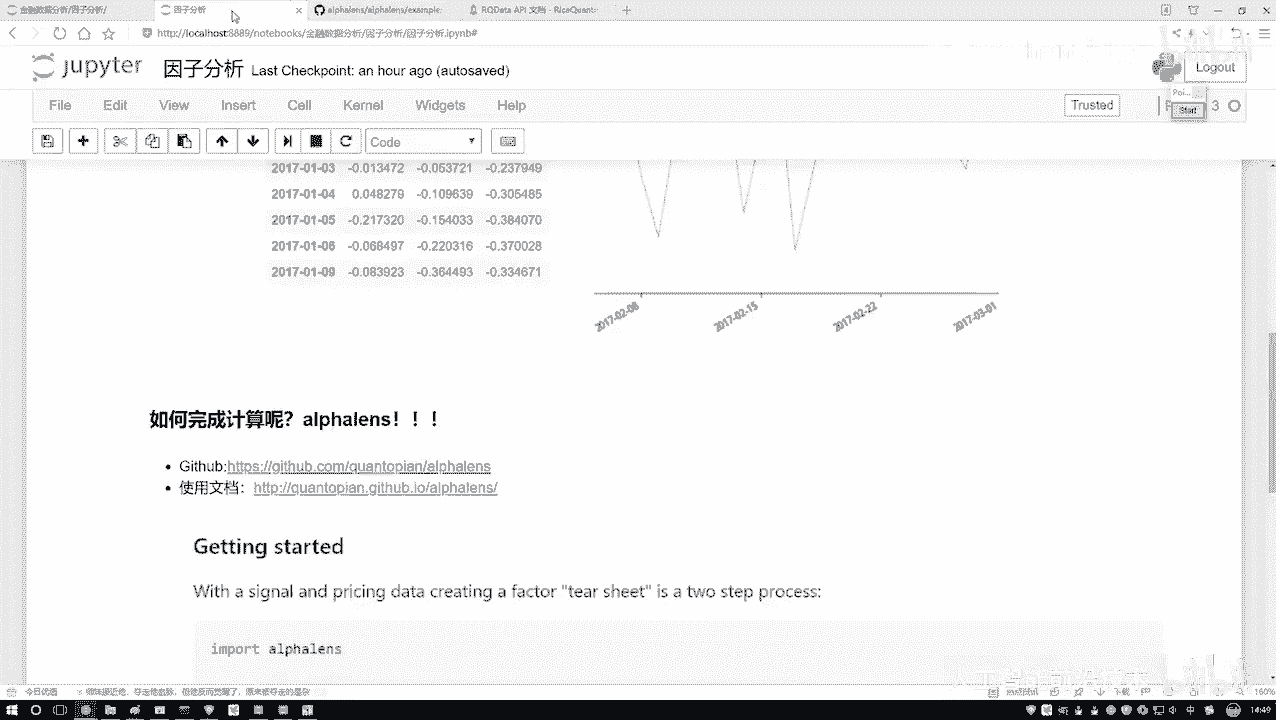 金融数据分析/因子分析/
因子分析
alphalens/alphalens/example
RQData API 文档 - RiceQuant
http://localhost:8889/notebooks/金融数据分析/因子分析/因子分析.ipynb#
jupyter 因子分析 Last Checkpoint: an hour ago (autosaved)
Logout
File Edit View Insert Cell Kernel Widgets Help
Trusted
3
Start
Code
2017-01-03 -0.013472 -0.053721 -0.237949
2017-01-04 0.048279 -0.109639 -0.305485
2017-01-05 -0.217320 -0.154033 -0.384070
2017-01-06 -0.068497 -0.220316 -0.370028
2017-01-09 -0.083923 -0.364493 -0.334671
2017-02-08
2017-02-15
2017-02-22
2017-03-01
如何完成计算呢？alphalens！！！
Github:https://github.com/quantopian/alphalens
使用文档：http://quantopian.github.io/alphalens/
Getting started
With a signal and pricing data creating a factor "tear sheet" is a two step process:
import alphalens
今日优选
160%
14:49